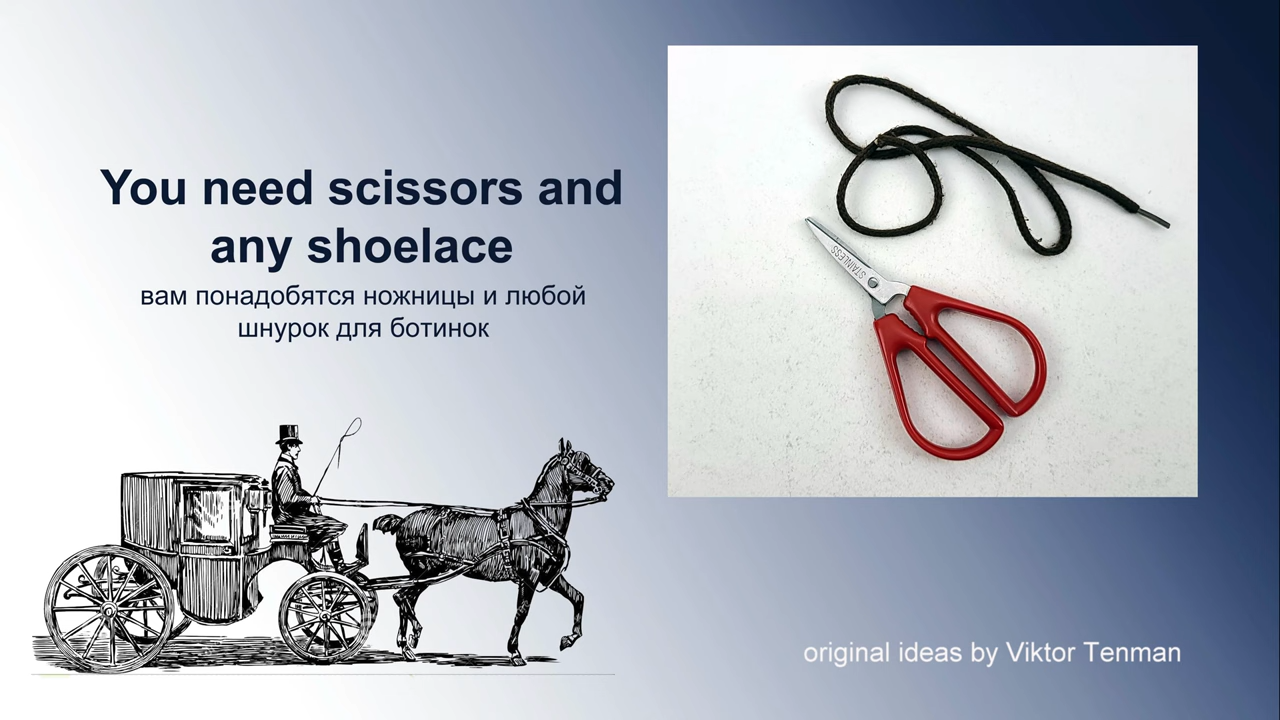 You need scissors and
any shoelace
вам понадобятся ножницы и любой
шнурок для ботинок
STAINLESS
original ideas by Viktor Tenman